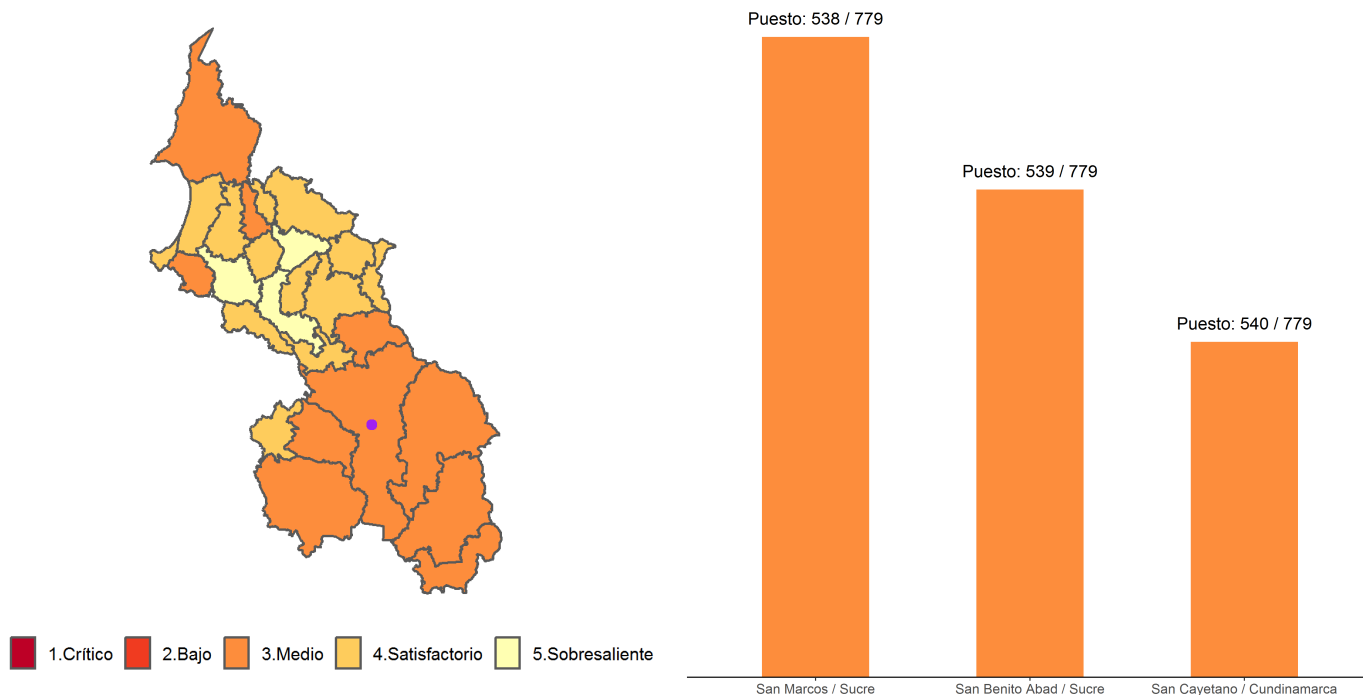 Puesto: 538 / 779
Puesto: 539 / 779
Puesto: 540 / 779
1.Crítico
2.Bajo
3.Medio
4.Satisfactorio
5.Sobresaliente
San Marcos / Sucre
San Benito Abad / Sucre
San Cayetano / Cundinamarca